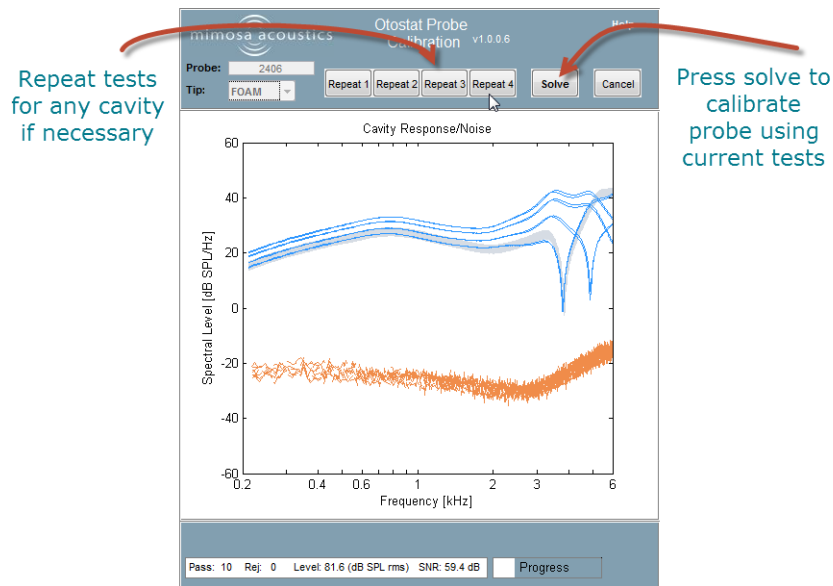 mimosa acoustics
Otostat Probe
Calibration v1.0.0.6
Help
Probe: 2406
Tip: FOAM
Repeat 1 Repeat 2 Repeat 3 Repeat 4 Solve Cancel
Repeat tests
for any cavity
if necessary
Press solve to
calibrate
probe using
current tests
Cavity Response/Noise
60
40
20
0
-20
-40
-60
Spectral Level [dB SPL/Hz]
0.2 0.4 0.6 1 2 3 6
Frequency [kHz]
Pass: 10 Rej: 0 Level: 81.6 (dB SPL rms) SNR: 59.4 dB Progress